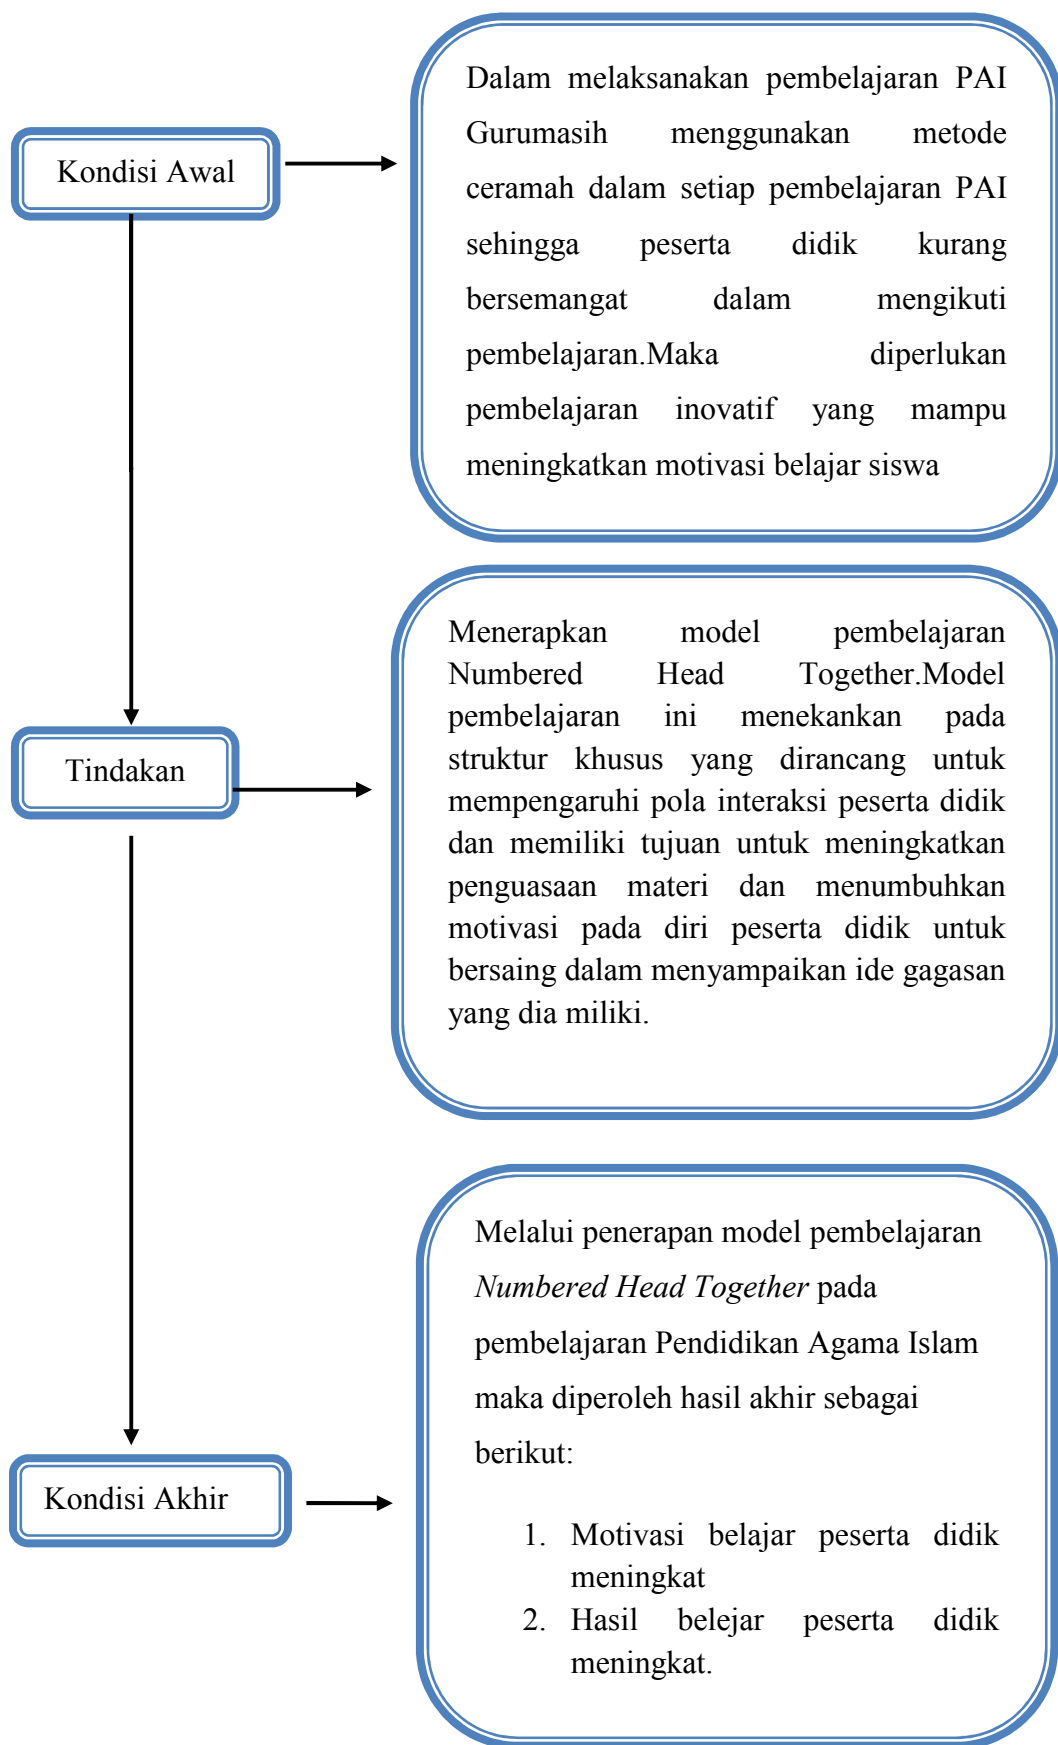 Kondisi Awal
Dalam melaksanakan pembelajaran PAI
Gurumasih menggunakan metode
ceramah dalam setiap pembelajaran PAI
sehingga peserta didik kurang
bersemangat dalam mengikuti
pembelajaran.Maka diperlukan
pembelajaran inovatif yang mampu
meningkatkan motivasi belajar siswa
Tindakan
Menerapkan model pembelajaran
Numbered Head Together.Model
pembelajaran ini menekankan pada
struktur khusus yang dirancang untuk
mempengaruhi pola interaksi peserta didik
dan memiliki tujuan untuk meningkatkan
penguasaan materi dan menumbuhkan
motivasi pada diri peserta didik untuk
bersaing dalam menyampaikan ide gagasan
yang dia miliki.
Kondisi Akhir
Melalui penerapan model pembelajaran
Numbered Head Together pada
pembelajaran Pendidikan Agama Islam
maka diperoleh hasil akhir sebagai
berikut:
1. Motivasi belajar peserta didik
meningkat
2. Hasil belejar peserta didik
meningkat.